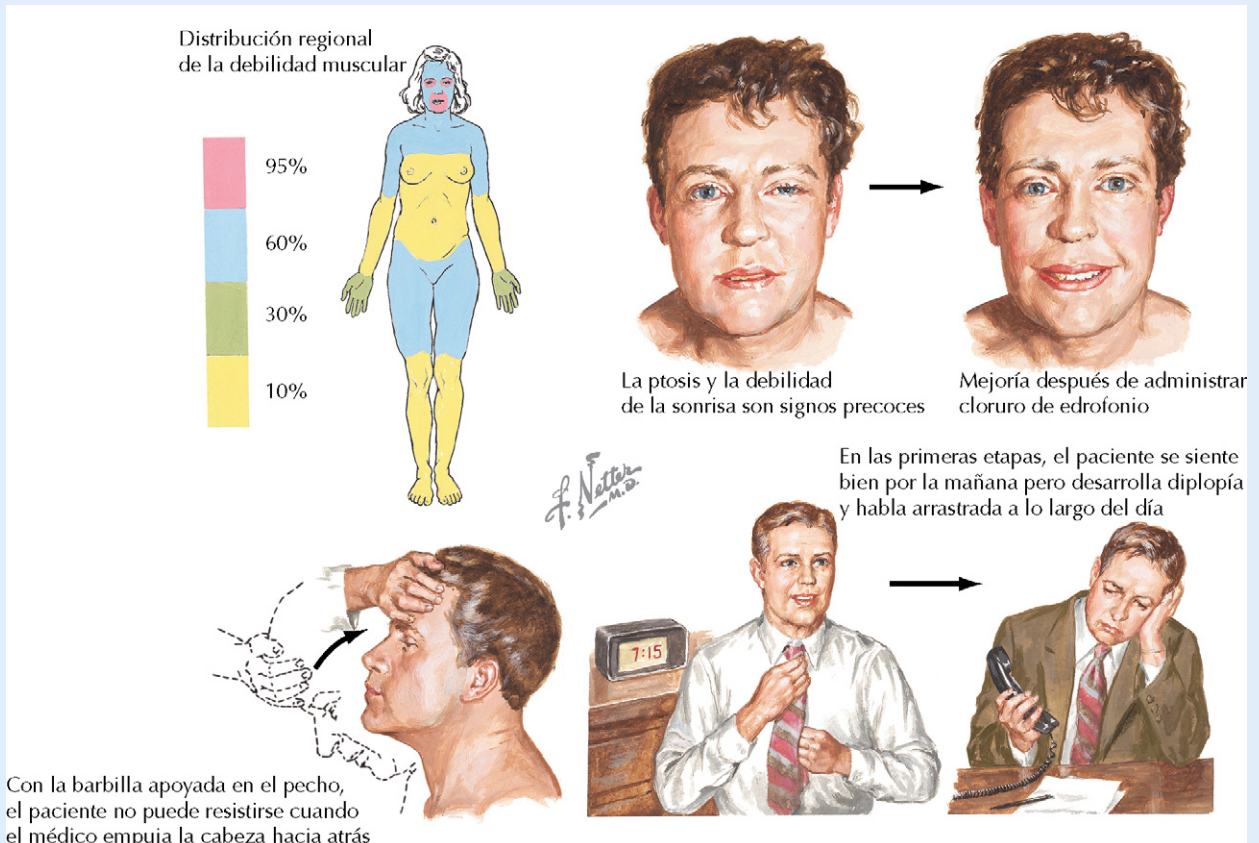 Distribución regional
de la debilidad muscular
95%
60%
30%
10%
La ptosis y la debilidad
de la sonrisa son signos precoces
Mejoría después de administrar
cloruro de edrofonio
En las primeras etapas, el paciente se siente
bien por la mañana pero desarrolla diplopía
y habla arrastrada a lo largo del día
F. Netter
M.D.
7:15
Con la barbilla apoyada en el pecho,
el paciente no puede resistirse cuando
el médico empuja la cabeza hacia atrás